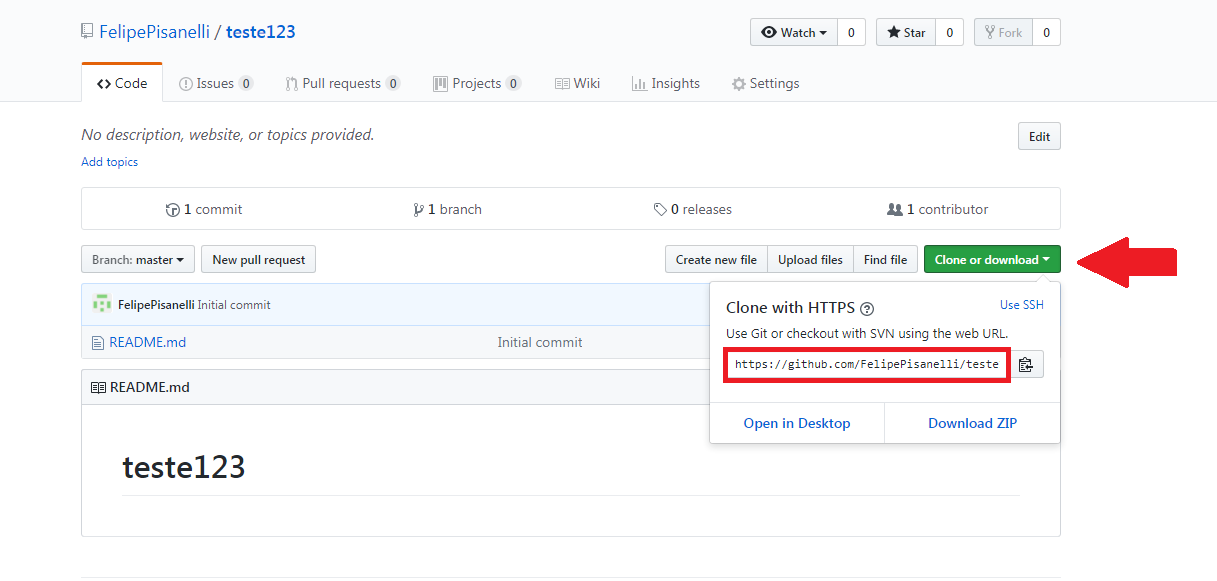 FelipePisanelli / teste123
Watch 0 Star 0 Fork 0
Code Issues 0 Pull requests 0 Projects 0 Wiki Insights Settings
No description, website, or topics provided.
Edit
Add topics
1 commit 1 branch 0 releases 1 contributor
Branch: master New pull request Create new file Upload files Find file Clone or download
FelipePisanelli Initial commit
README.md Initial commit
Clone with HTTPS ? Use SSH
Use Git or checkout with SVN using the web URL.
https://github.com/FelipePisanelli/teste
Open in Desktop Download ZIP
README.md
teste123